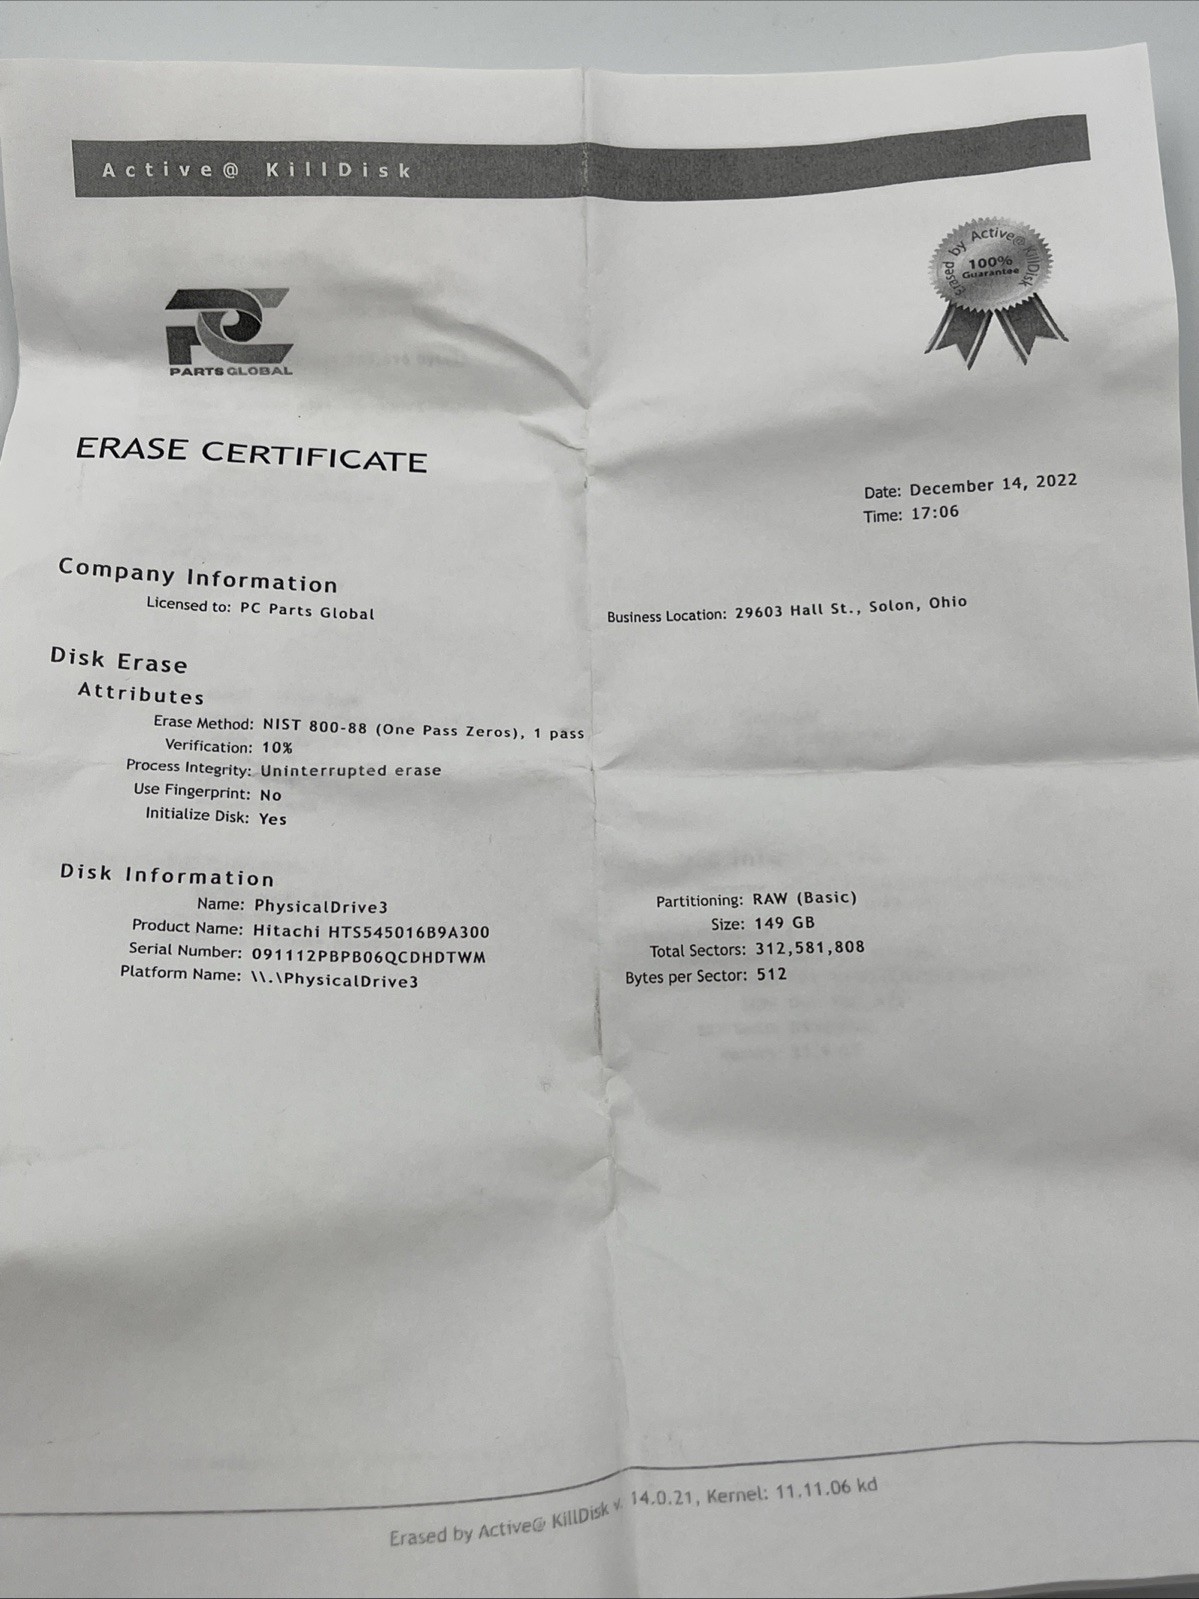 Active@ KillDisk
Erased by Active@ KillDisk
100%
Guarantee
PARTS GLOBAL
ERASE CERTIFICATE
Date: December 14, 2022
Time: 17:06
Company Information
Licensed to: PC Parts Global
Business Location: 29603 Hall St., Solon, Ohio
Disk Erase
Attributes
Erase Method: NIST 800-88 (One Pass Zeros), 1 pass
Verification: 10%
Process Integrity: Uninterrupted erase
Use Fingerprint: No
Initialize Disk: Yes
Disk Information
Name: PhysicalDrive3
Product Name: Hitachi HTS545016B9A300
Serial Number: 091112PBPB06QCDHDTWM
Platform Name: \\.\PhysicalDrive3
Partitioning: RAW (Basic)
Size: 149 GB
Total Sectors: 312,581,808
Bytes per Sector: 512
Erased by Active@ KillDisk v. 14.0.21, Kernel: 11.11.06 kd